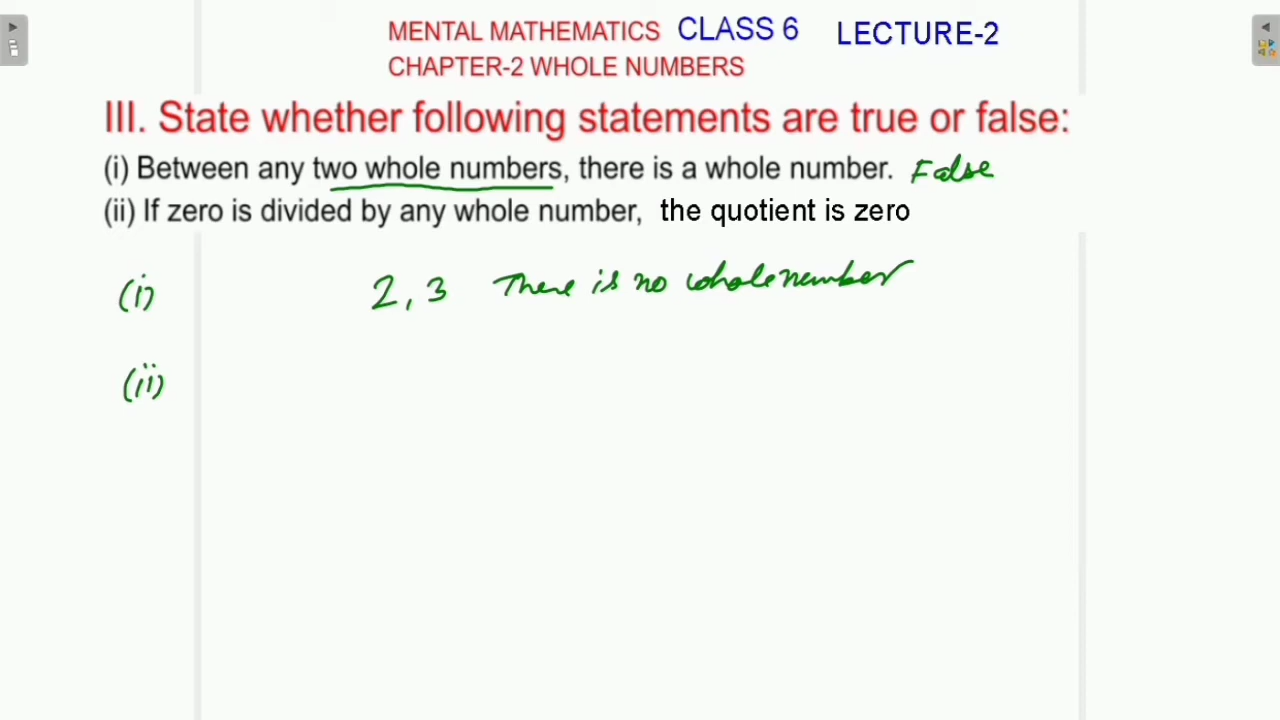 MENTAL MATHEMATICS CLASS 6 LECTURE-2
CHAPTER-2 WHOLE NUMBERS
III. State whether following statements are true or false:
(i) Between any two whole numbers, there is a whole number. False
(ii) If zero is divided by any whole number, the quotient is zero
(i) 2, 3 There is no whole number
(ii)